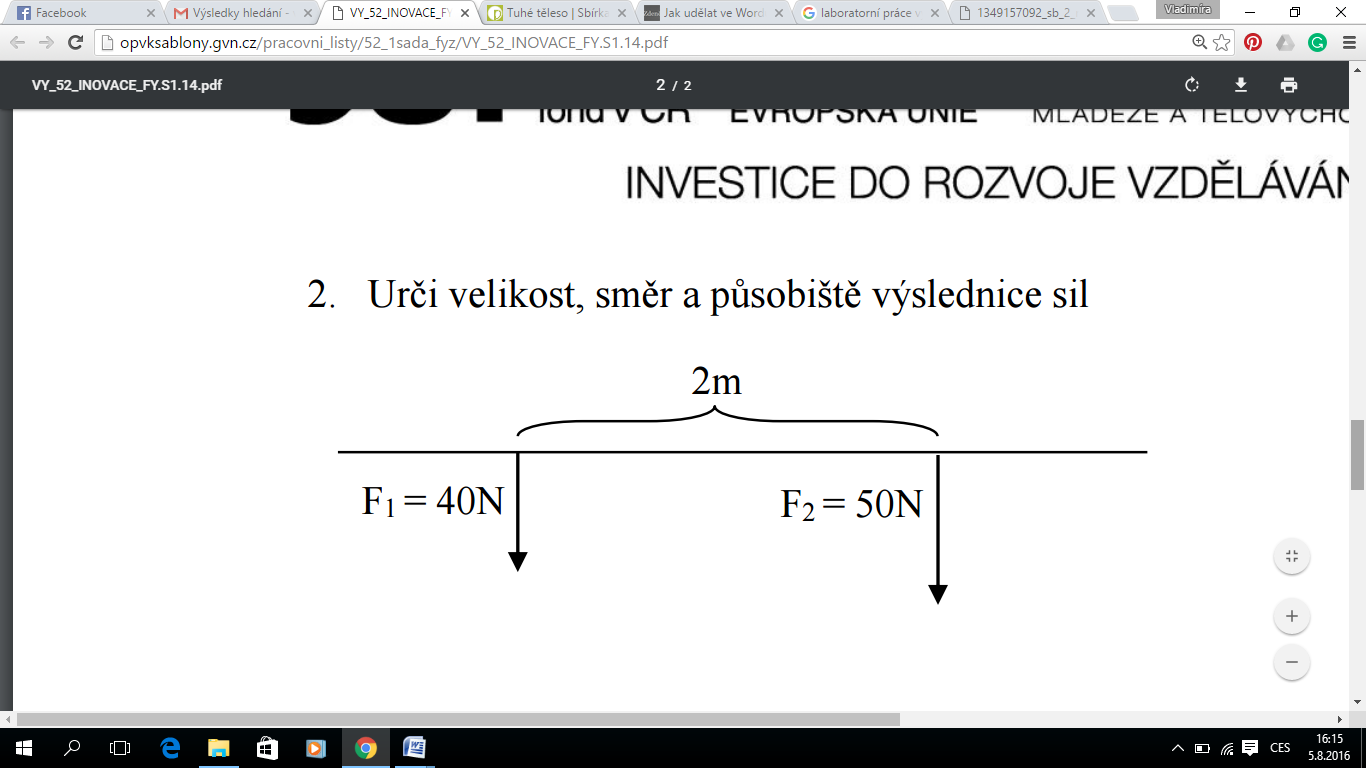 Facebook
Výsledky hledání -
VY_52_INOVACE_FY
Tuhé těleso | Sbírka
Jak udělat ve Word
laboratorní práce v
1349157092_sb_2_
Vladimíra
opvksablony.gvn.cz/pracovni_listy/52_1sada_fyz/VY_52_INOVACE_FY.S1.14.pdf
VY_52_INOVACE_FY.S1.14.pdf
2 / 2
fond v ČR EVROPSKÁ UNIE MLÁDEŽE A TĚLOVÝCHO
INVESTICE DO ROZVOJE VZDĚLÁVÁN
2. Urči velikost, směr a působiště výslednice sil
2m
F₁ = 40N
F₂ = 50N
CES
16:15
5.8.2016